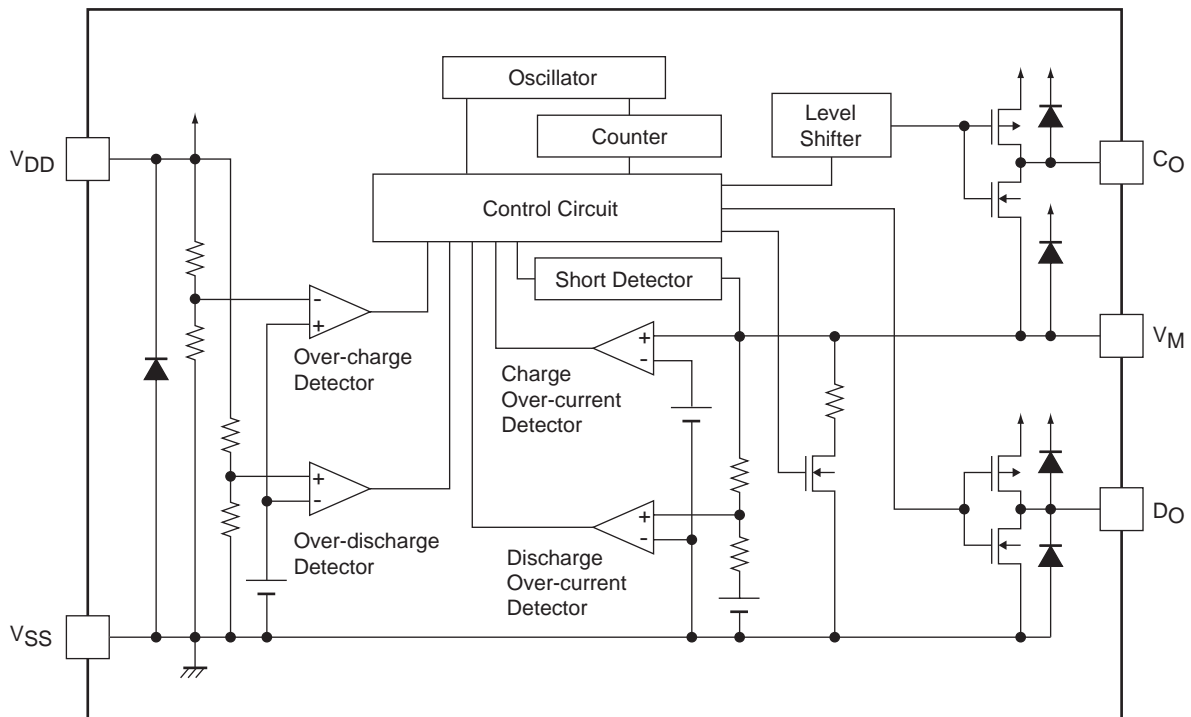 Oscillator
Counter
Level
Shifter
VDD
CO
Control Circuit
Short Detector
-
+
Over-charge
Detector
+
-
Charge
Over-current
Detector
VM
+
-
Over-discharge
Detector
+
-
Discharge
Over-current
Detector
DO
VSS